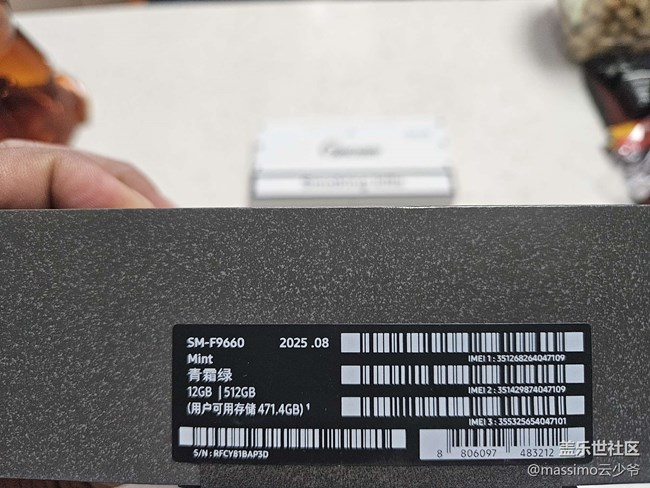 SM-F9660 2025 .08
Mint
青霜绿
12GB | 512GB
(用户可用存储 471.4GB) 1
IMEI 1 : 351268264047109
IMEI 2 : 351429874047109
IMEI 3 : 355325654047101
S/N : RFCY81BAP3D
8 806097 483212
盖乐世社区
@massimo云少爷